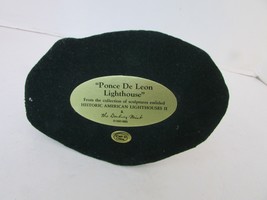 "Ponce De Leon
Lighthouse"
From the collection of sculptures entitled
HISTORIC AMERICAN LIGHTHOUSES II
The Danbury Mint